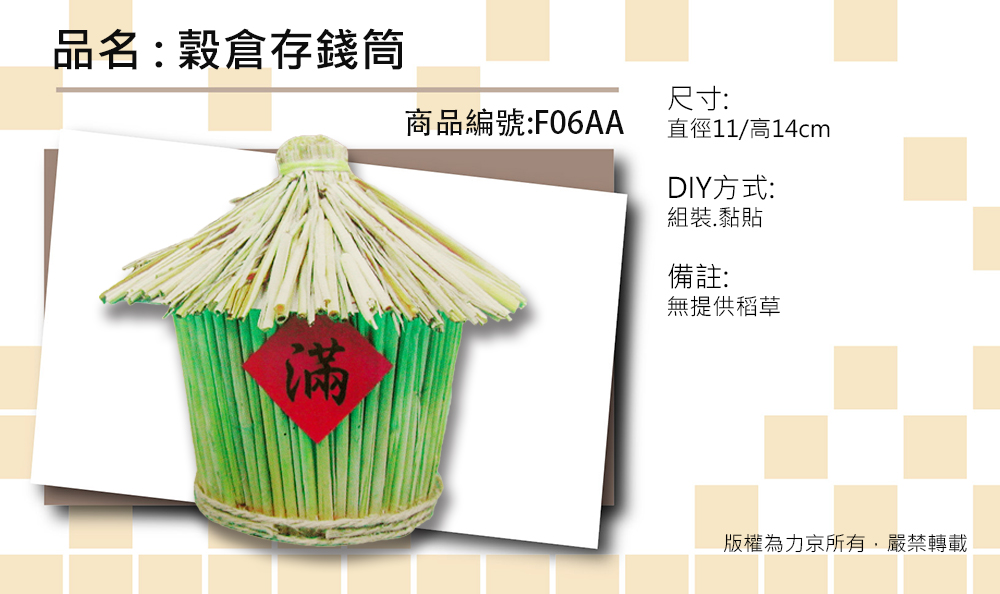 品名 : 穀倉存錢筒
商品編號:F06AA
尺寸:
直徑11/高14cm
DIY方式:
組裝.黏貼
備註:
無提供稻草
滿
版權為力京所有，嚴禁轉載